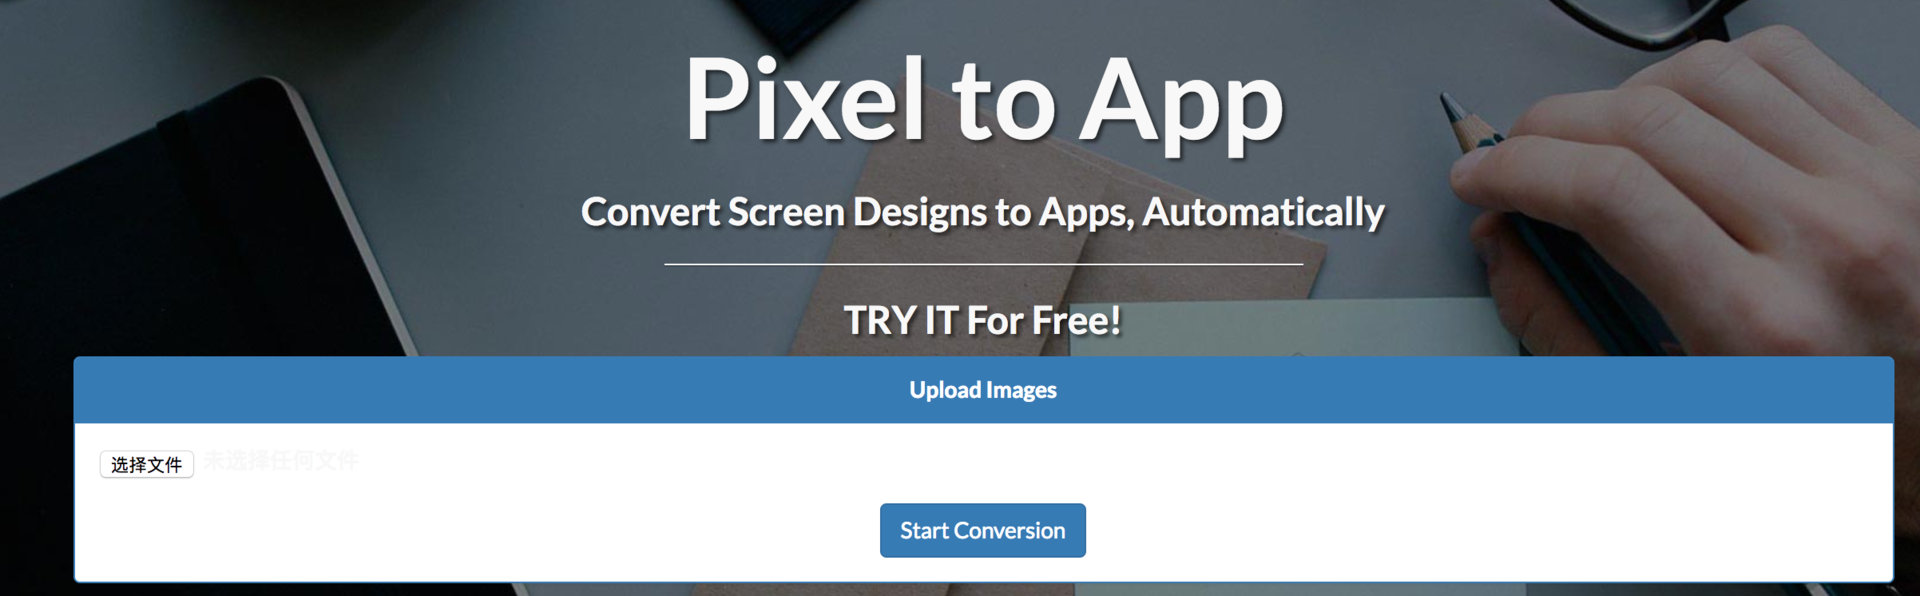 Pixel to App
Convert Screen Designs to Apps, Automatically
TRY IT For Free!
Upload Images
选择文件 未选择任何文件
Start Conversion